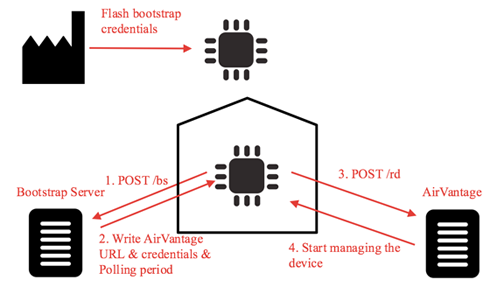 Flash bootstrap
credentials
1. POST /bs
3. POST /rd
Bootstrap Server
AirVantage
2. Write AirVantage
URL & credentials &
Polling period
4. Start managing the
device